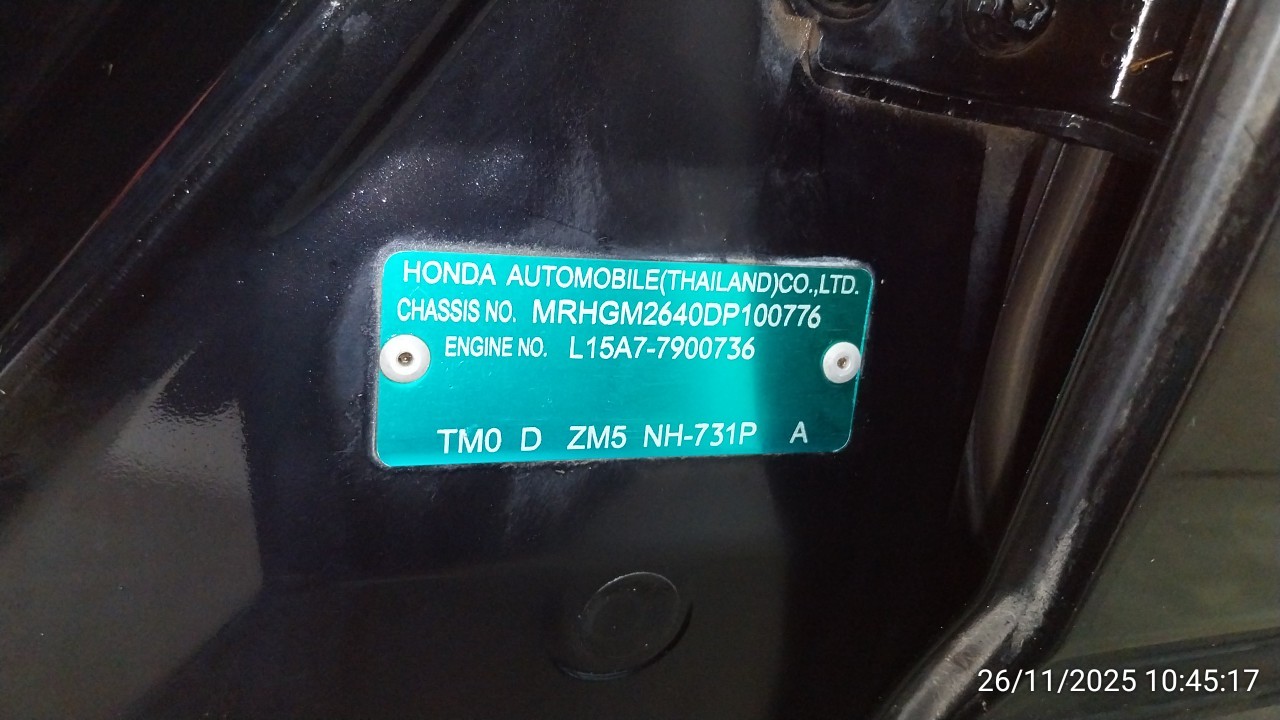 HONDA AUTOMOBILE(THAILAND)CO.,LTD.
CHASSIS NO. MRHGM2640DP100776
ENGINE NO. L15A7-7900736
TM0 D ZM5 NH-731P A
26/11/2025 10:45:17